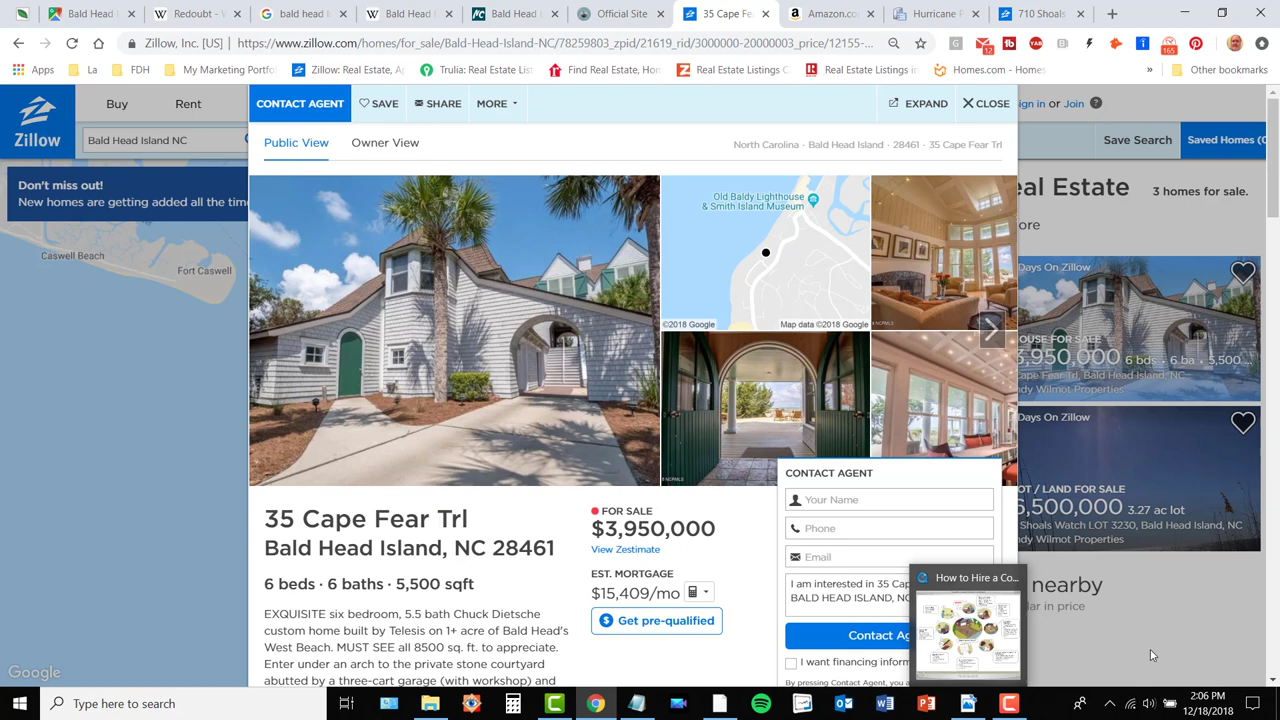 Bald Head
Redoubt -
bald head i
Bald Head
Bald Head
Official Site
35 Cape Fe
Amazon.co
Hurricane
710 Shoals
Zillow, Inc. [US]
https://www.zillow.com/homes/for_sale/Bald-Head-Island-NC/78259803_zpid/21619_rid/3000000-20000003_price/12155-...
12
165
Apps
La
FDH
My Marketing Portfo
Zillow: Real Estate, A
Trulia: Real Estate List
Find Real Estate, Hom
Real Estate Listings C
Real Estate Listings in
Homes.com - Homes
»
Other bookmarks
Zillow
Buy
Rent
CONTACT AGENT
SAVE
SHARE
MORE
EXPAND
CLOSE
ign in or Join
Bald Head Island NC
Save Search
Saved Homes (0
Public View
Owner View
North Carolina · Bald Head Island · 28461 · 35 Cape Fear Trl
Don't miss out!
New homes are getting added all the time
Caswell Beach
Fort Caswell
Google
Old Baldy Lighthouse
& Smith Island Museum
©2018 Google
Map data ©2018 Google
eal Estate
3 homes for sale.
ore
Days On Zillow
OUSE FOR SALE
3,950,000 6 bds · 6 ba · 5,500...
Cape Fear Trl, Bald Head Island, NC
ndy Wilmot Properties
Days On Zillow
OT / LAND FOR SALE
6,500,000 3.27 ac lot
Shoals Watch LOT 3230, Bald Head Island, NC
ndy Wilmot Properties
nearby
lar in price
35 Cape Fear Trl
Bald Head Island, NC 28461
6 beds · 6 baths · 5,500 sqft
EXQUISITE six bedroom, 5.5 bath Chuck Dietsche
custom home built by Telesis on 1+ acre of Bald Head's
West Beach. MUST SEE all 8500 sq. ft. to appreciate.
Enter under an arch to the private stone courtyard
abutted by a three-cart garage (with workshop) and
FOR SALE
$3,950,000
View Zestimate
EST. MORTGAGE
$15,409/mo
Get pre-qualified
CONTACT AGENT
Your Name
Phone
Email
I am interested in 35 Cap
BALD HEAD ISLAND, NC
Contact Ag
I want financing inform
By pressing Contact Agent, you a
How to Hire a Co...
Type here to search
2:06 PM
12/18/2018